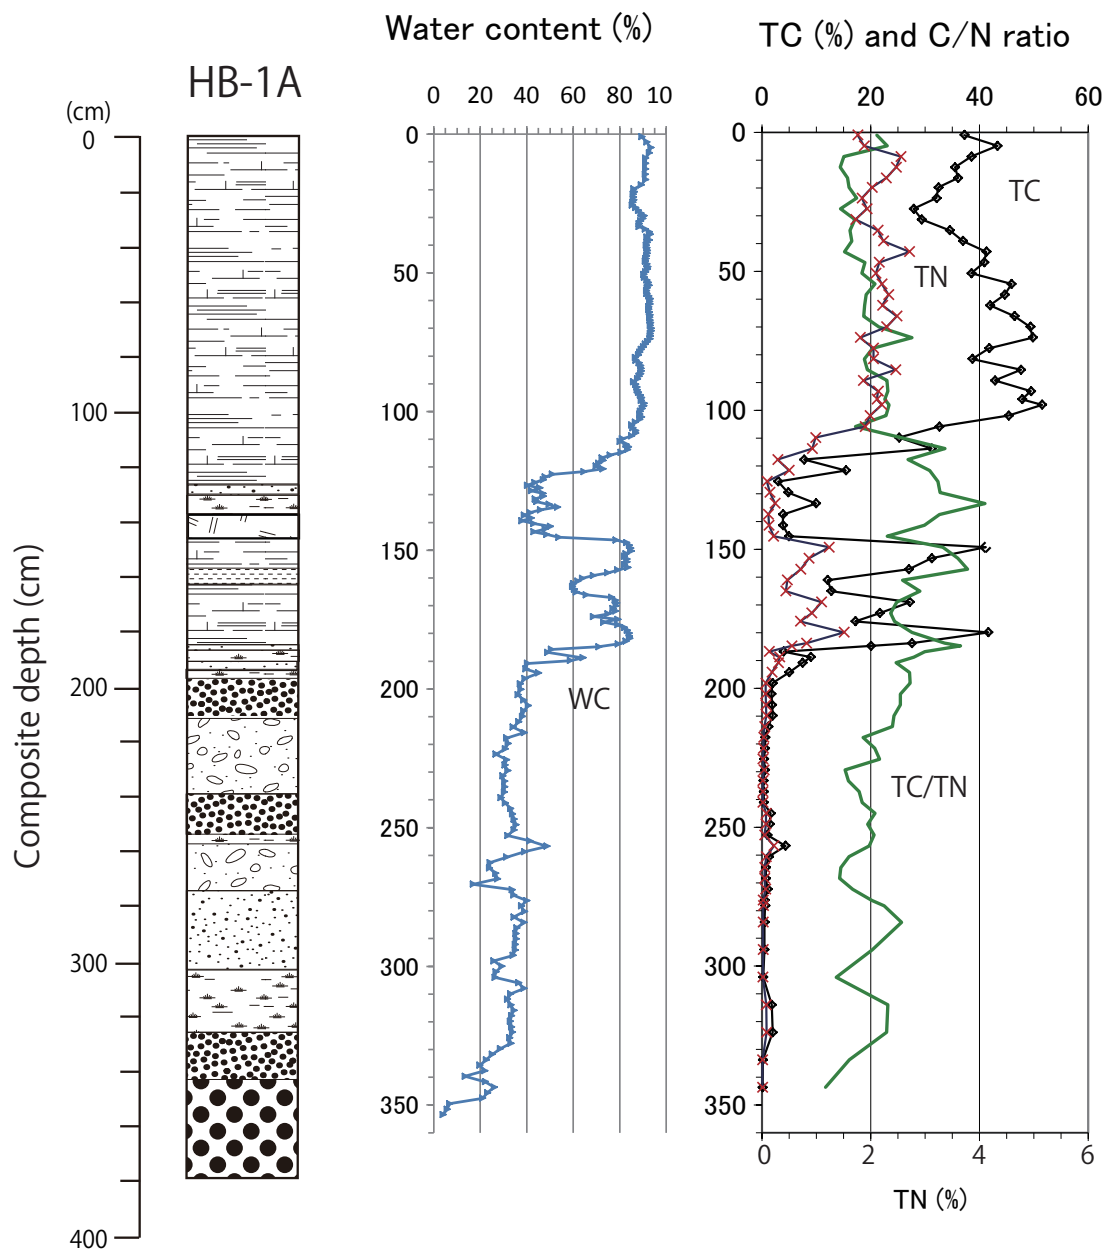 Water content (%)
TC (%) and C/N ratio
HB-1A
(cm)
0 20 40 60 80 10
0 20 40 60
0
100
200
300
400
Composite depth (cm)
0
50
100
150
200
250
300
350
WC
0
50
100
150
200
250
300
350
TC
TN
TC/TN
0 2 4 6
TN (%)